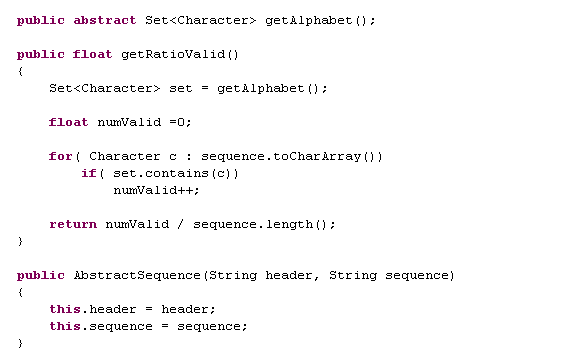 public abstract Set<Character> getAlphabet();
public float getRatioValid()
{
Set<Character> set = getAlphabet();
float numValid =0;
for( Character c : sequence.toCharArray())
if( set.contains(c))
numValid++;
return numValid / sequence.length();
}
public AbstractSequence(String header, String sequence)
{
this.header = header;
this.sequence = sequence;
}